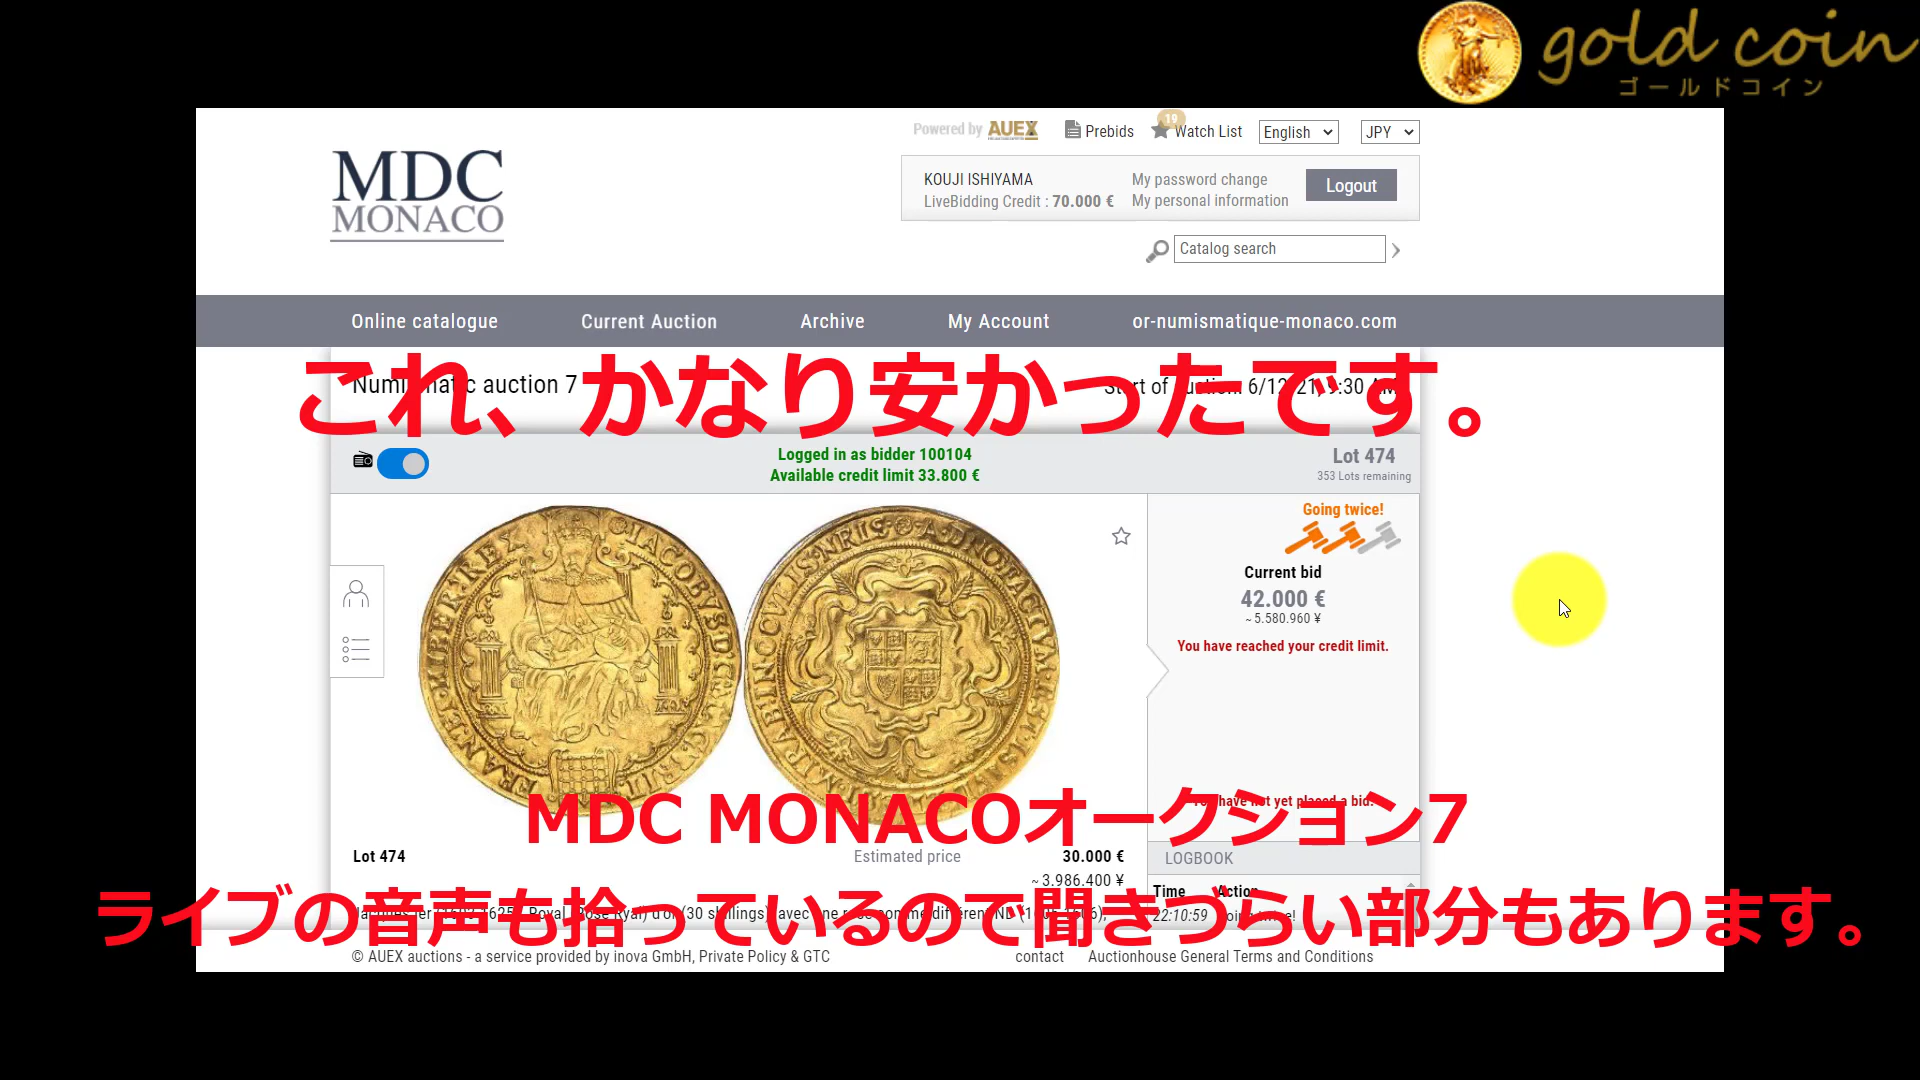 gold coin
ゴールドコイン
Powered by AUEX
Prebids
19
Watch List
English
JPY
MDC
MONACO
KOUJI ISHIYAMA
My password change
Logout
LiveBidding Credit : 70.000 €
My personal information
Catalog search
Online catalogue
Current Auction
Archive
My Account
or-numismatique-monaco.com
これ、かなり安かったです。
auction 7
Logged in as bidder 100104
Available credit limit 33.800 €
Lot 474
353 Lots remaining
Going twice!
Current bid
42.000 €
~ 5.580.960 ¥
You have reached your credit limit.
MDC MONACOオークション7
Lot 474
Estimated price
30.000 €
~ 3.986.400 ¥
LOGBOOK
Time
Action
22:10:59
ライブの音声も拾っているので聞きづらい部分もあります。
© AUEX auctions - a service provided by inova GmbH, Private Policy & GTC
contact
Auctionhouse General Terms and Conditions